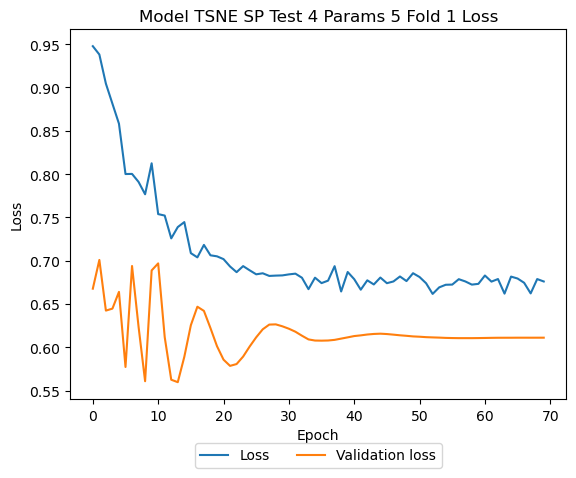 Model TSNE SP Test 4 Params 5 Fold 1 Loss
Loss
0.95
0.90
0.85
0.80
0.75
0.70
0.65
0.60
0.55
0 10 20 30 40 50 60 70
Epoch
Loss Validation loss